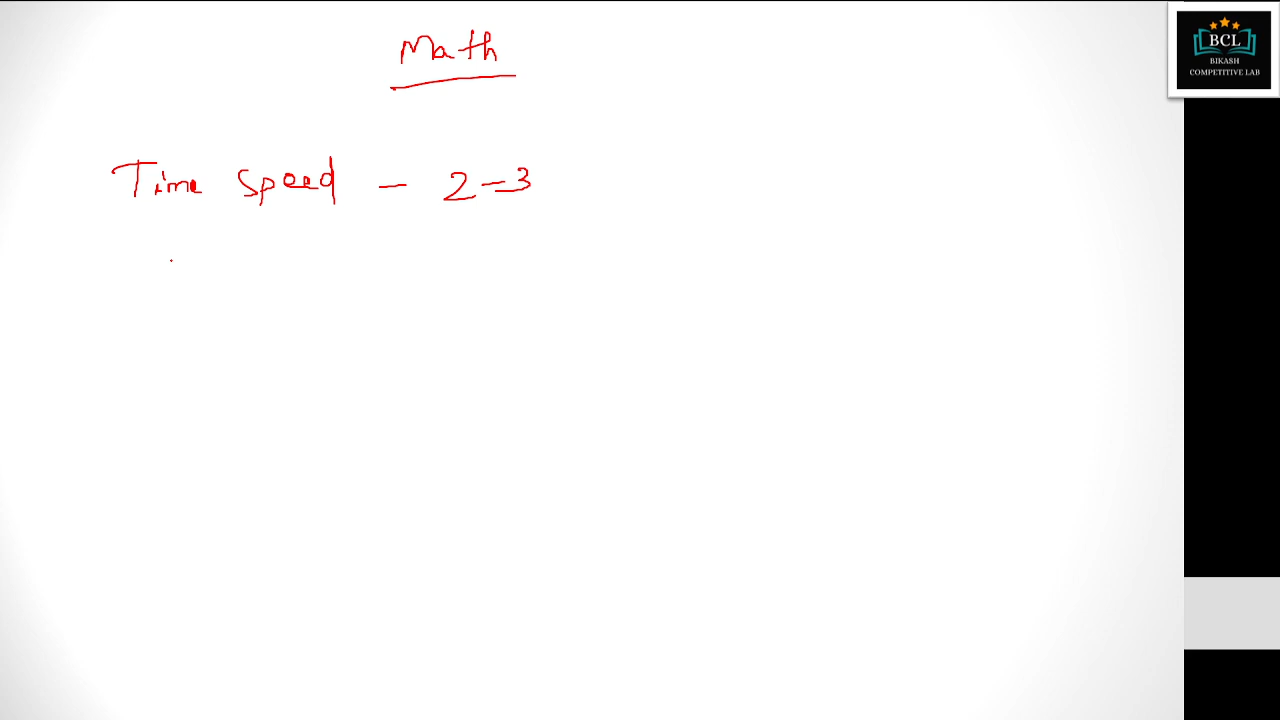 Math
Time speed - 2-3
BCL
BIKASH
COMPETITIVE LAB